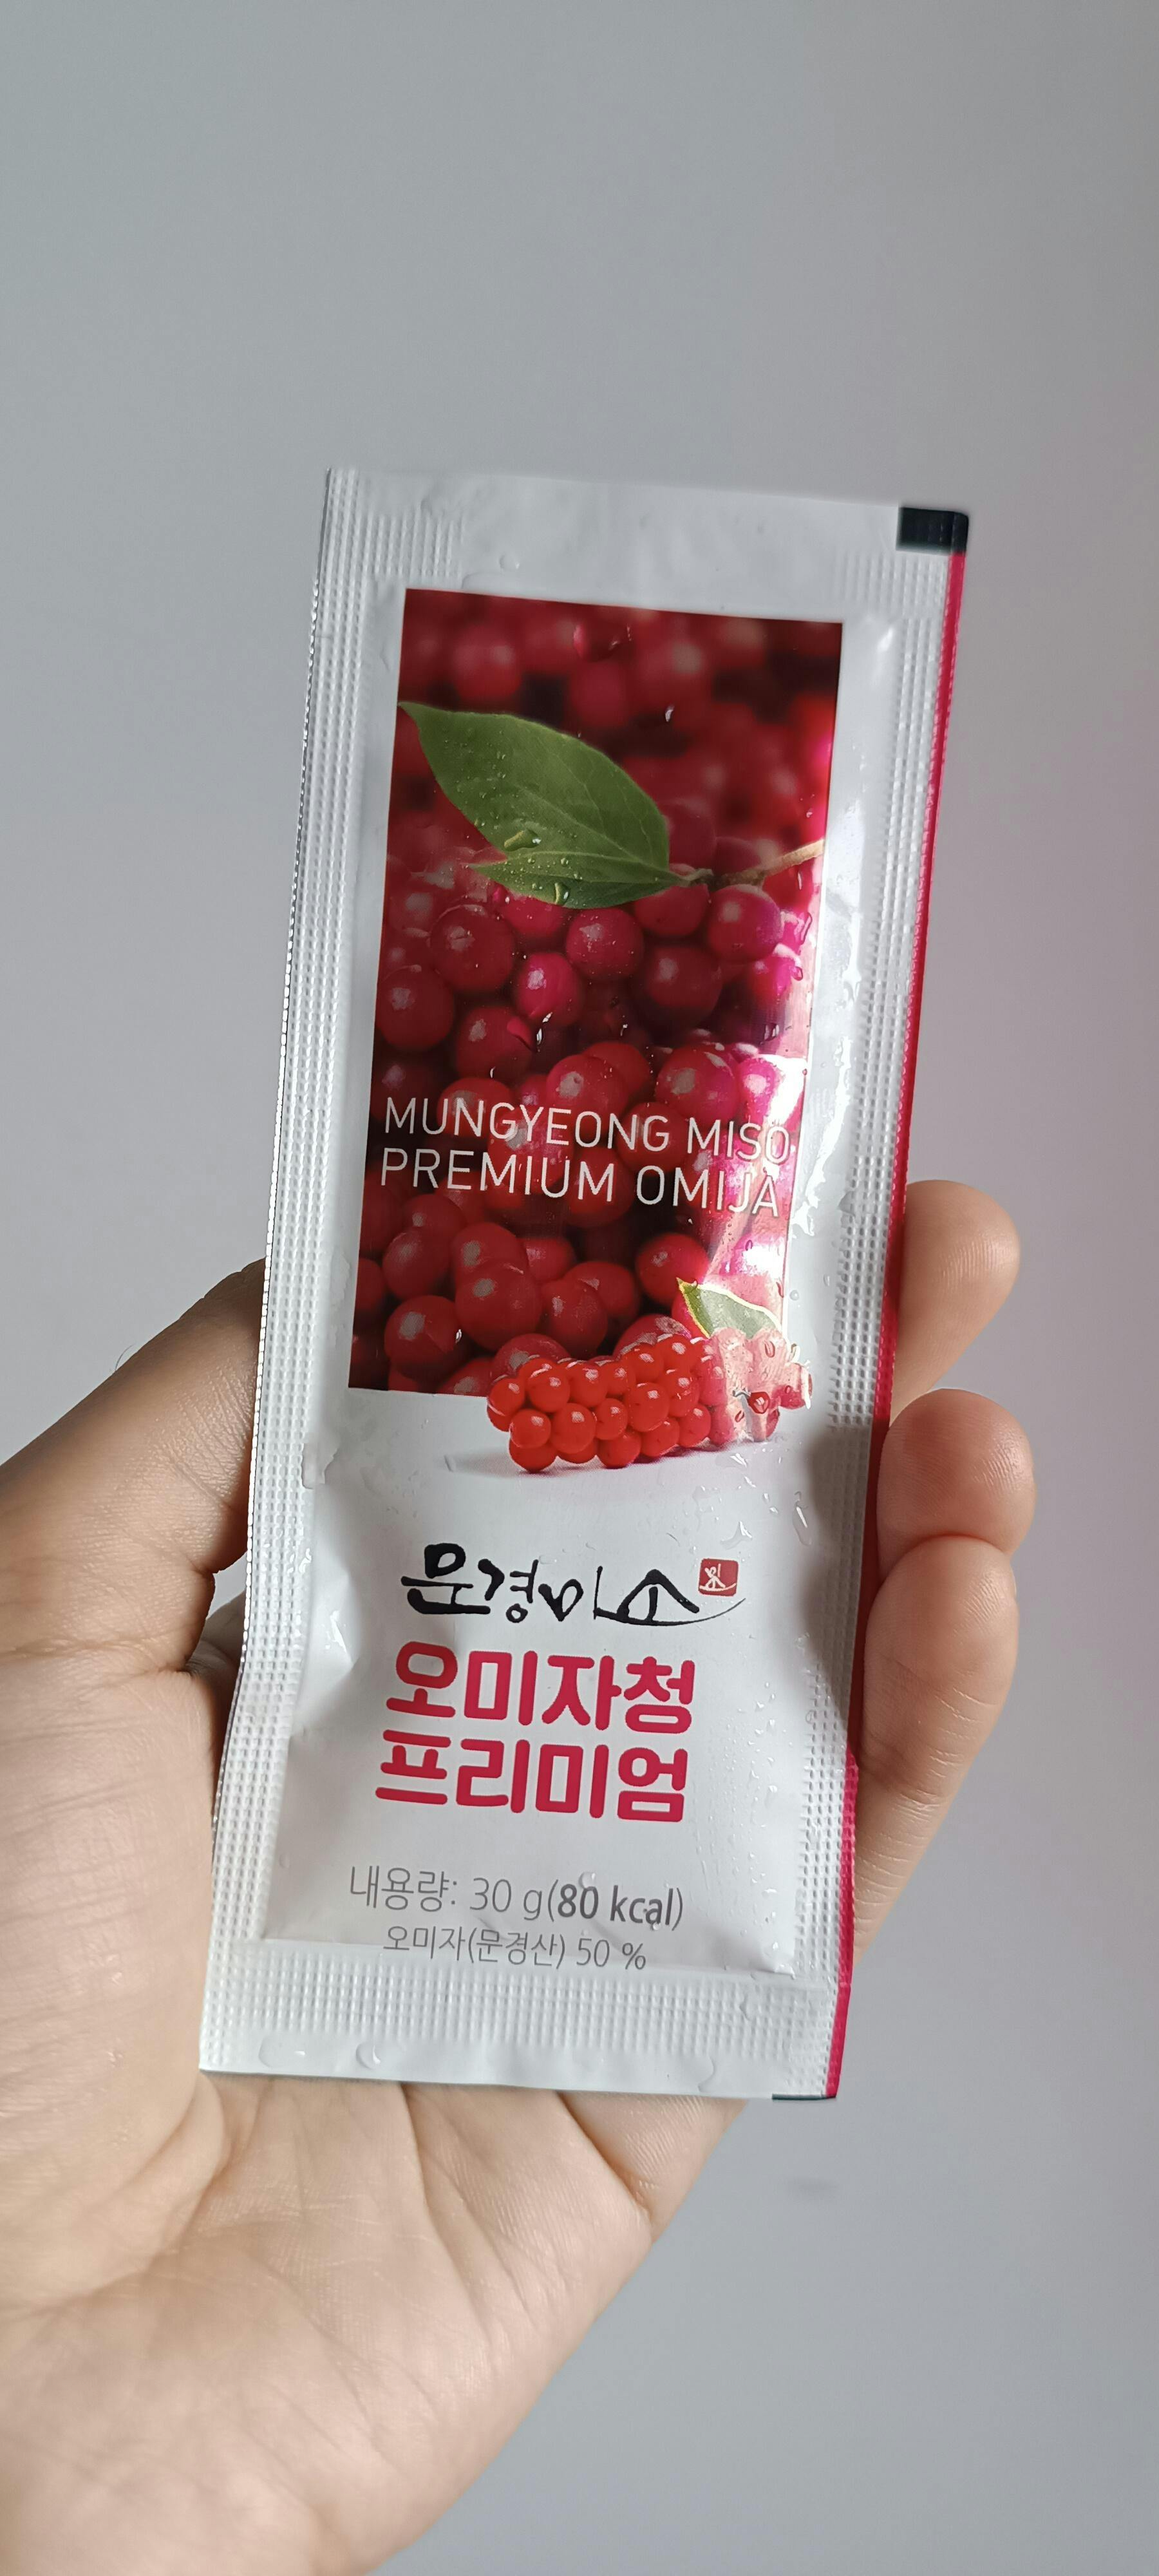 MUNGYEONG MISO
PREMIUM OMIJA
문경미소
오미자청
프리미엄
내용량: 30 g(80 kcal)
오미자(문경산) 50 %